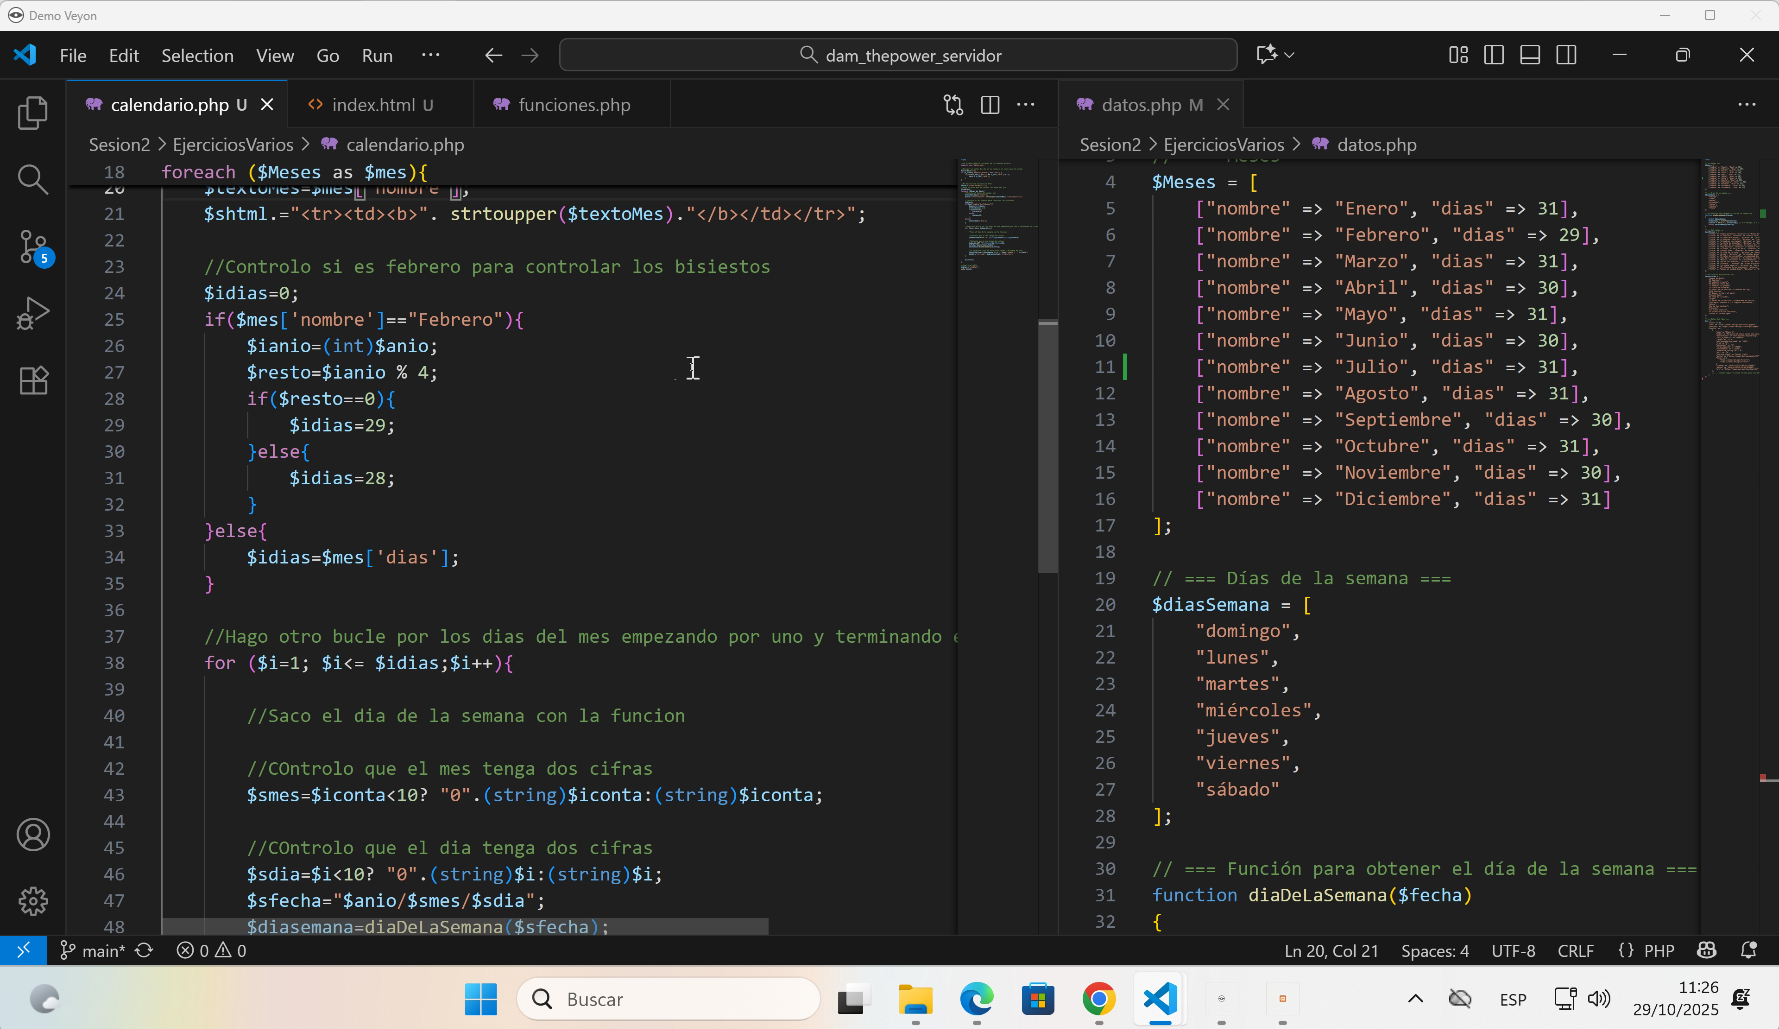 Demo Veyon
File Edit Selection View Go Run ··· dam_thepower_servidor
calendario.php U index.html U funciones.php
Sesion2 > EjerciciosVarios > calendario.php
18 foreach ($Meses as $mes){
20 $textoMes=$mes['nombre'];
21 $shtml.="<tr><td><b>". strtoupper($textoMes)."</b></td></tr>";
22
23 //Controlo si es febrero para controlar los bisiestos
24 $idias=0;
25 if($mes['nombre']=="Febrero"){
26 $ianio=(int)$anio;
27 $resto=$ianio % 4;
28 if($resto==0){
29 $idias=29;
30 }else{
31 $idias=28;
32 }
33 }else{
34 $idias=$mes['dias'];
35 }
36
37 //Hago otro bucle por los dias del mes empezando por uno y terminando
38 for ($i=1; $i<= $idias;$i++){
39
40 //Saco el dia de la semana con la funcion
41
42 //COntrolo que el mes tenga dos cifras
43 $smes=$iconta<10? "0".(string)$iconta:(string)$iconta;
44
45 //COntrolo que el dia tenga dos cifras
46 $sdia=$i<10? "0".(string)$i:(string)$i;
47 $sfecha="$anio/$smes/$sdia";
48 $diasemana=diaDeLaSemana($sfecha);
datos.php M
Sesion2 > EjerciciosVarios > datos.php
4 $Meses = [
5 ["nombre" => "Enero", "dias" => 31],
6 ["nombre" => "Febrero", "dias" => 29],
7 ["nombre" => "Marzo", "dias" => 31],
8 ["nombre" => "Abril", "dias" => 30],
9 ["nombre" => "Mayo", "dias" => 31],
10 ["nombre" => "Junio", "dias" => 30],
11 ["nombre" => "Julio", "dias" => 31],
12 ["nombre" => "Agosto", "dias" => 31],
13 ["nombre" => "Septiembre", "dias" => 30],
14 ["nombre" => "Octubre", "dias" => 31],
15 ["nombre" => "Noviembre", "dias" => 30],
16 ["nombre" => "Diciembre", "dias" => 31]
17 ];
18
19 // === Días de la semana ===
20 $diasSemana = [
21 "domingo",
22 "lunes",
23 "martes",
24 "miércoles",
25 "jueves",
26 "viernes",
27 "sábado"
28 ];
29
30 // === Función para obtener el día de la semana ===
31 function diaDeLaSemana($fecha)
32 {
5
main* 0 0 Ln 20, Col 21 Spaces: 4 UTF-8 CRLF {} PHP
Buscar
ESP
11:26
29/10/2025